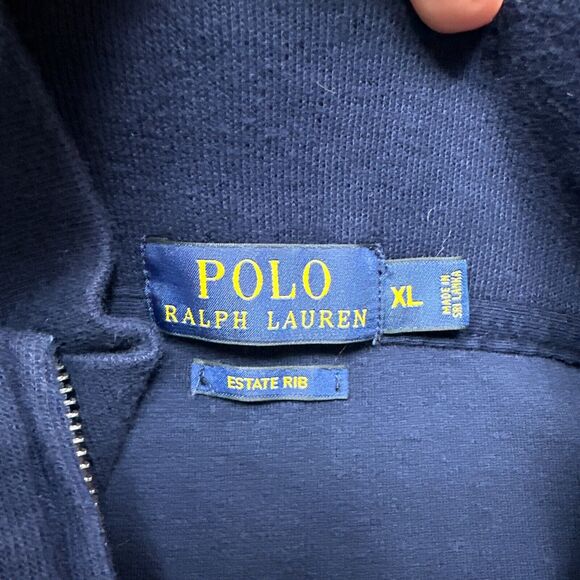 POLO
RALPH LAUREN
XL
MADE IN
SRI LANKA
ESTATE RIB